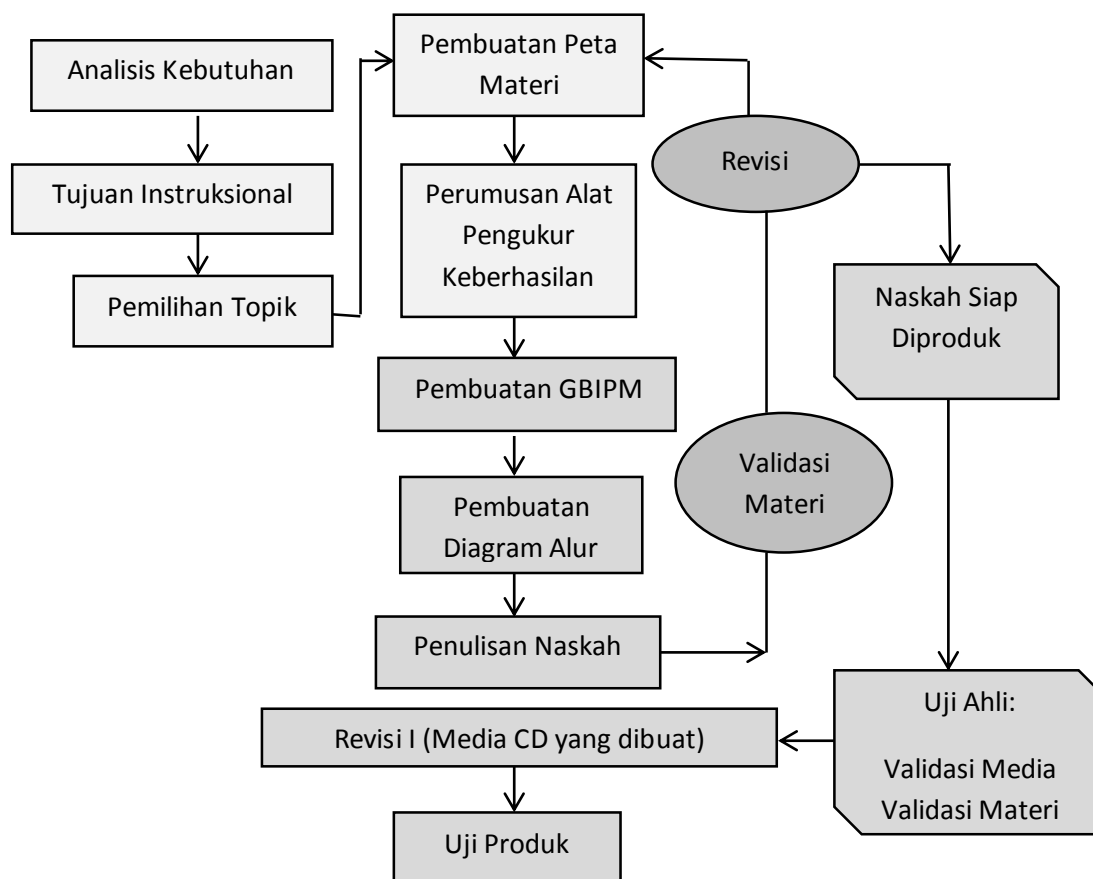 Analisis Kebutuhan
Tujuan Instruksional
Pemilihan Topik
Pembuatan Peta
Materi
Perumusan Alat
Pengukur
Keberhasilan
Pembuatan GBIPM
Pembuatan
Diagram Alur
Penulisan Naskah
Validasi
Materi
Revisi
Naskah Siap
Diproduk
Uji Ahli:
Validasi Media
Validasi Materi
Revisi I (Media CD yang dibuat)
Uji Produk